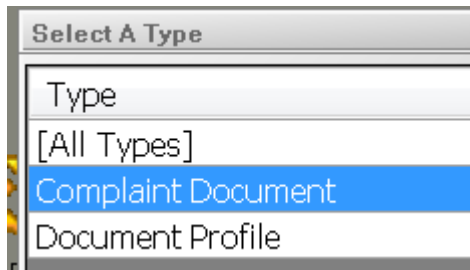 Select A Type
Type
[All Types]
Complaint Document
Document Profile